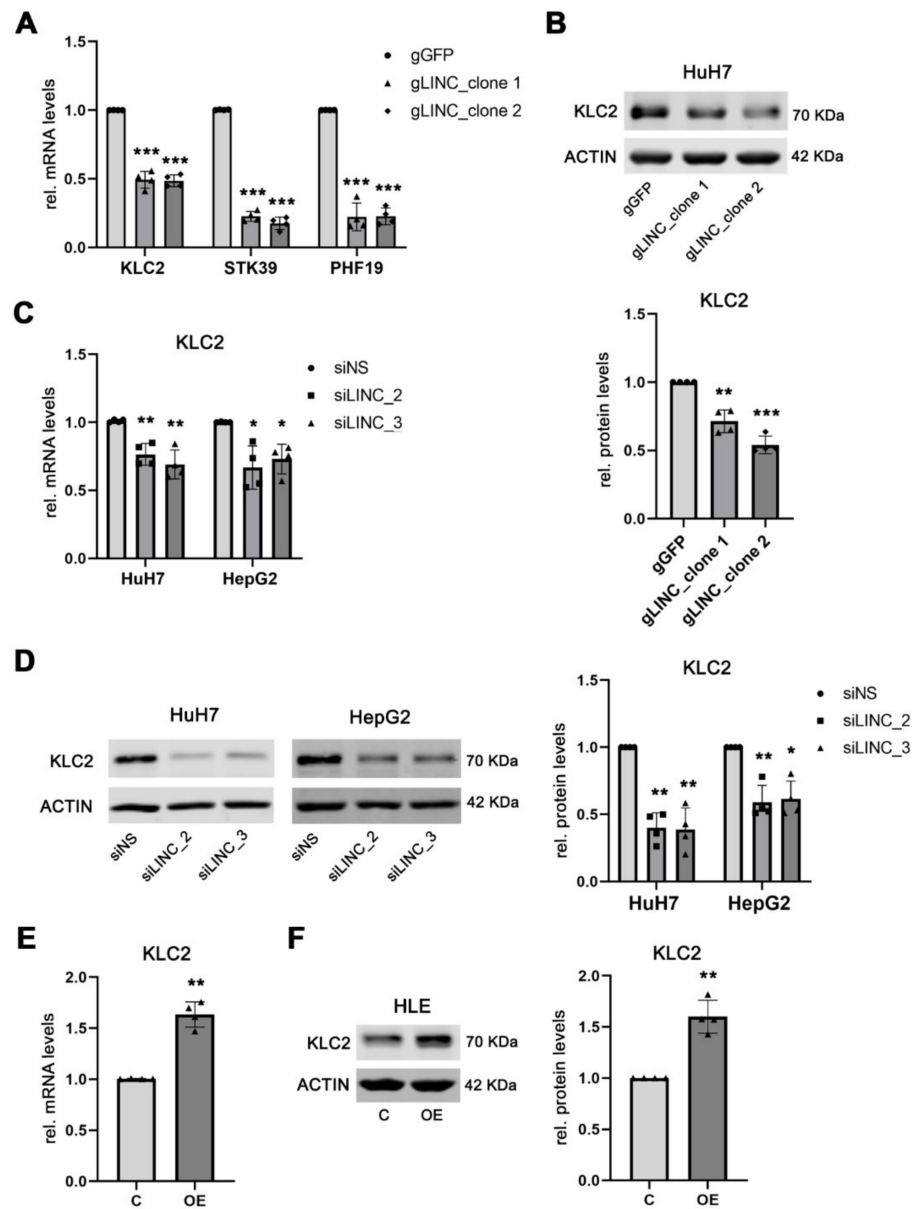 A
rel. mRNA levels
1.5
1.0
0.5
0.0
gGFP
gLINC_clone 1
gLINC_clone 2
*** ***
*** ***
*** ***
KLC2 STK39 PHF19
B
HuH7
KLC2 70 KDa
ACTIN 42 KDa
gGFP gLINC_clone 1 gLINC_clone 2
KLC2
rel. protein levels
1.5
1.0
0.5
0.0
** ***
gGFP gLINC_clone 1 gLINC_clone 2
C
KLC2
rel. mRNA levels
1.5
1.0
0.5
0.0
siNS
siLINC_2
siLINC_3
** ** * *
HuH7 HepG2
D
HuH7 HepG2
KLC2 70 KDa
ACTIN 42 KDa
siNS siLINC_2 siLINC_3 siNS siLINC_2 siLINC_3
KLC2
rel. protein levels
1.5
1.0
0.5
0.0
siNS
siLINC_2
siLINC_3
** ** ** *
HuH7 HepG2
E
KLC2
rel. mRNA levels
2.0
1.5
1.0
0.5
0.0
**
C OE
F
HLE
KLC2 70 KDa
ACTIN 42 KDa
C OE
KLC2
rel. protein levels
2.0
1.5
1.0
0.5
0.0
**
C OE